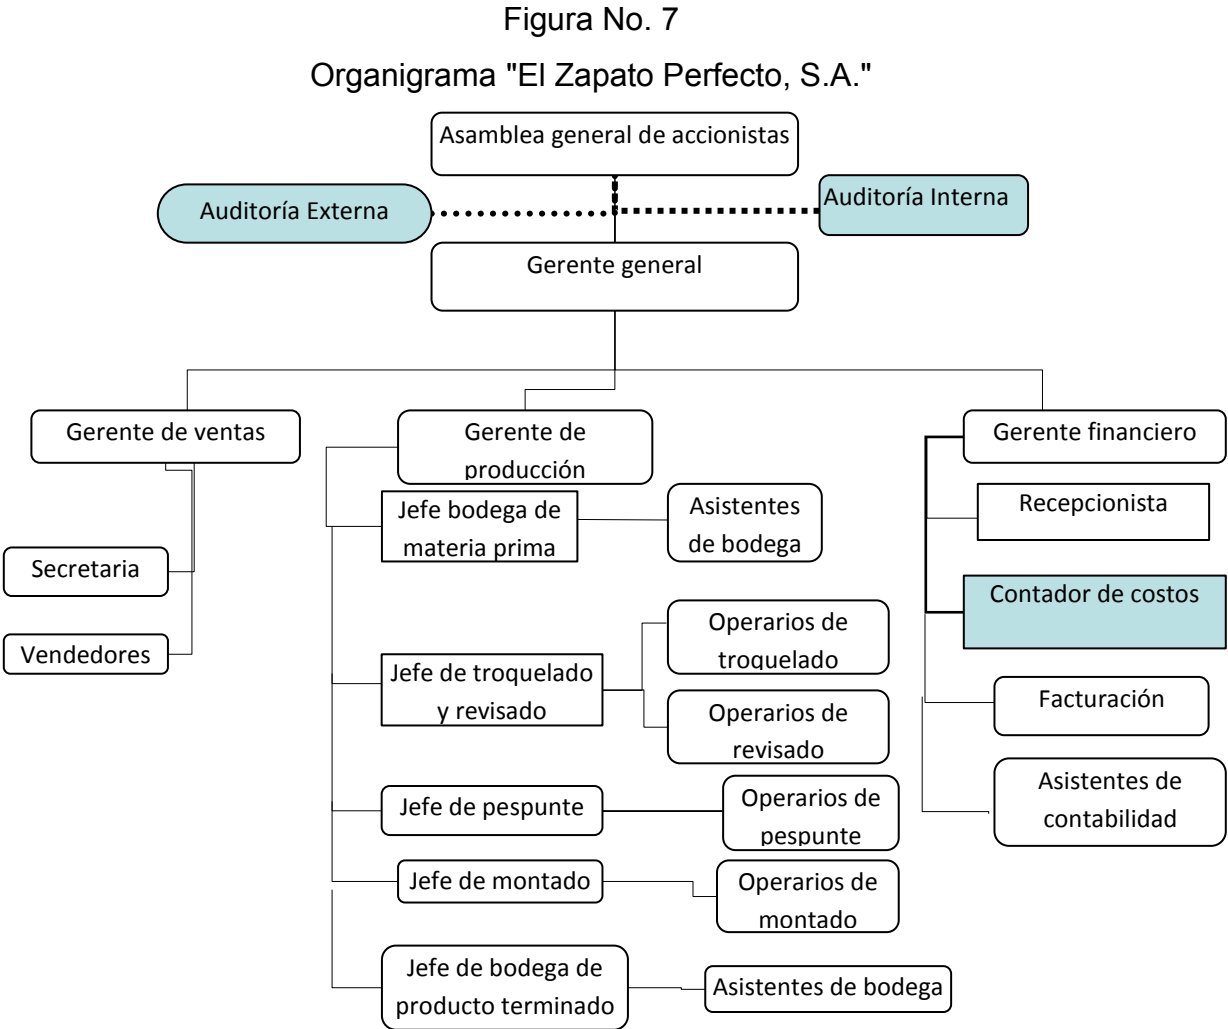 Figura No. 7
Organigrama "El Zapato Perfecto, S.A."
Asamblea general de accionistas
Auditoría Externa
Auditoría Interna
Gerente general
Gerente de ventas
Gerente de
producción
Gerente financiero
Jefe bodega de
materia prima
Asistentes
de bodega
Recepcionista
Secretaria
Contador de costos
Vendedores
Operarios de
troquelado
Jefe de troquelado
y revisado
Operarios de
revisado
Facturación
Jefe de pespunte
Operarios de
pespunte
Asistentes de
contabilidad
Jefe de montado
Operarios de
montado
Jefe de bodega de
producto terminado
Asistentes de bodega